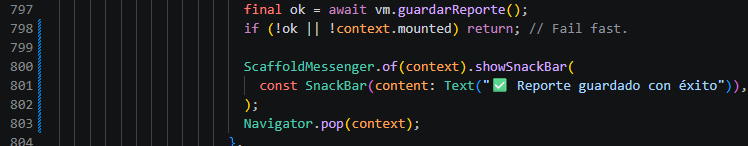 797 final ok = await vm.guardarReporte();
798 if (!ok || !context.mounted) return; // Fail fast.
799
800 ScaffoldMessenger.of(context).showSnackBar(
801 const SnackBar(content: Text("✅ Reporte guardado con éxito")),
802 );
803 Navigator.pop(context);
804 },